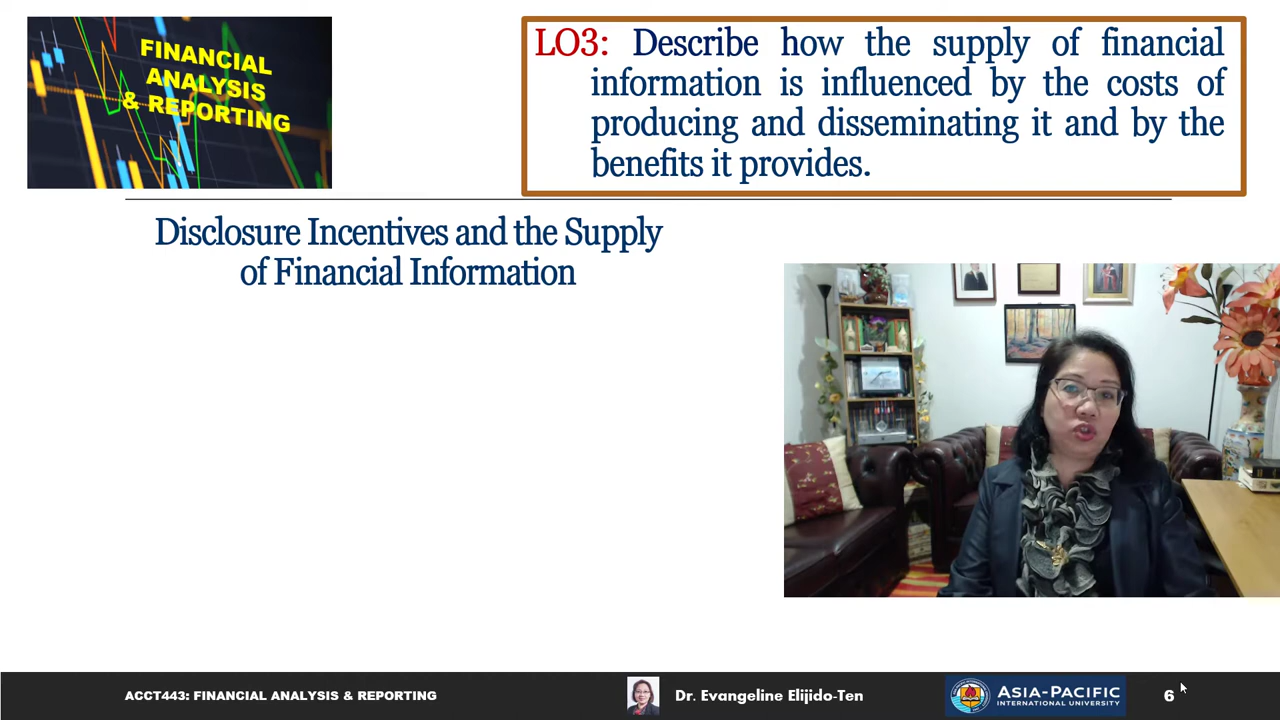 FINANCIAL
ANALYSIS
& REPORTING
LO3: Describe how the supply of financial
information is influenced by the costs of
producing and disseminating it and by the
benefits it provides.
Disclosure Incentives and the Supply
of Financial Information
ACCT443: FINANCIAL ANALYSIS & REPORTING
Dr. Evangeline Elijido-Ten
ASIA-PACIFIC
INTERNATIONAL UNIVERSITY
6